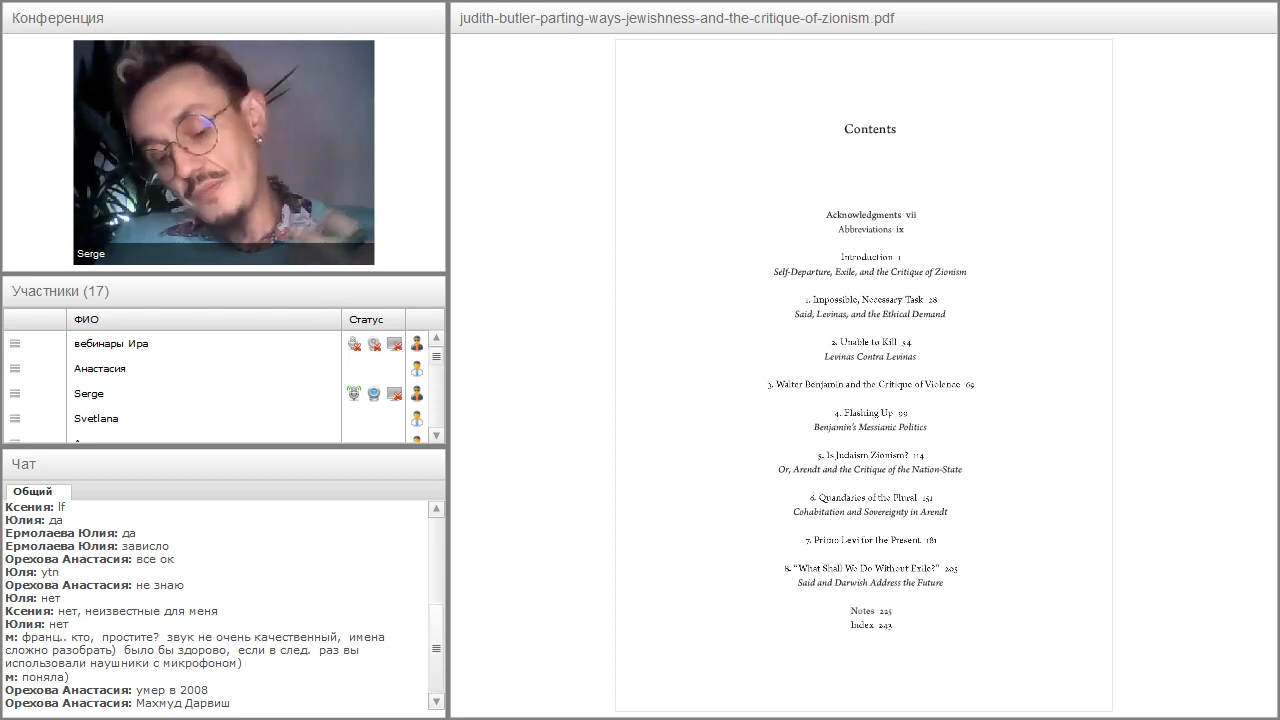 Конференция
Serge
Участники (17)
ФИО
Статус
вебинары Ира
Анастасия
Serge
Svetlana
Чат
Общий
Ксения: lf
Юлия: да
Ермолаева Юлия: да
Ермолаева Юлия: зависло
Орехова Анастасия: все ок
Юля: ytn
Орехова Анастасия: не знаю
Юля: нет
Ксения: нет, неизвестные для меня
Юлия: нет
м: франц.. кто, простите? звук не очень качественный, имена
сложно разобрать) было бы здорово, если в след. раз вы
использовали наушники с микрофоном)
м: поняла)
Орехова Анастасия: умер в 2008
Орехова Анастасия: Махмуд Дарвиш
judith-butler-parting-ways-jewishness-and-the-critique-of-zionism.pdf
Contents
Acknowledgments vii
Abbreviations ix
Introduction 1
Self-Departure, Exile, and the Critique of Zionism
1. Impossible, Necessary Task 28
Said, Levinas, and the Ethical Demand
2. Unable to Kill 54
Levinas Contra Levinas
3. Walter Benjamin and the Critique of Violence 69
4. Flashing Up 99
Benjamin's Messianic Politics
5. Is Judaism Zionism? 114
Or, Arendt and the Critique of the Nation-State
6. Quandaries of the Plural 151
Cohabitation and Sovereignty in Arendt
7. Primo Levi for the Present 181
8. “What Shall We Do Without Exile?” 205
Said and Darwish Address the Future
Notes 225
Index 243